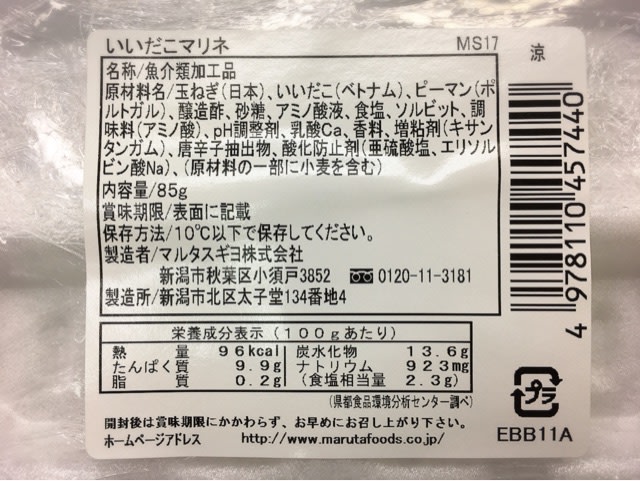 いいだこマリネ MS17
涼
名称/魚介類加工品
原材料名/玉ねぎ(日本)、いいだこ(ベトナム)、ピーマン(ポ
ルトガル)、醸造酢、砂糖、アミノ酸液、食塩、ソルビット、調
味料(アミノ酸)、pH調整剤、乳酸Ca、香料、増粘剤(キサン
タンガム)、唐辛子抽出物、酸化防止剤(亜硫酸塩、エリソル
ビン酸Na)、(原材料の一部に小麦を含む)
内容量/85g
賞味期限/表面に記載
保存方法/10℃以下で保存してください。
製造者/マルタスギヨ株式会社
新潟市秋葉区小須戸3852 0120-11-3181
製造所/新潟市北区太子堂134番地4
4 978110 457440
栄養成分表示(100gあたり)
熱量 96kcal 炭水化物 13.6g
たんぱく質 9.9g ナトリウム 923mg
脂質 0.2g (食塩相当量 2.3g)
(県都食品環境分析センター調べ)
プラ
開封後は賞味期限にかかわらず、お早めにお召し上がり下さい。
ホームページアドレス http://www.marutafoods.co.jp/
EBB11A